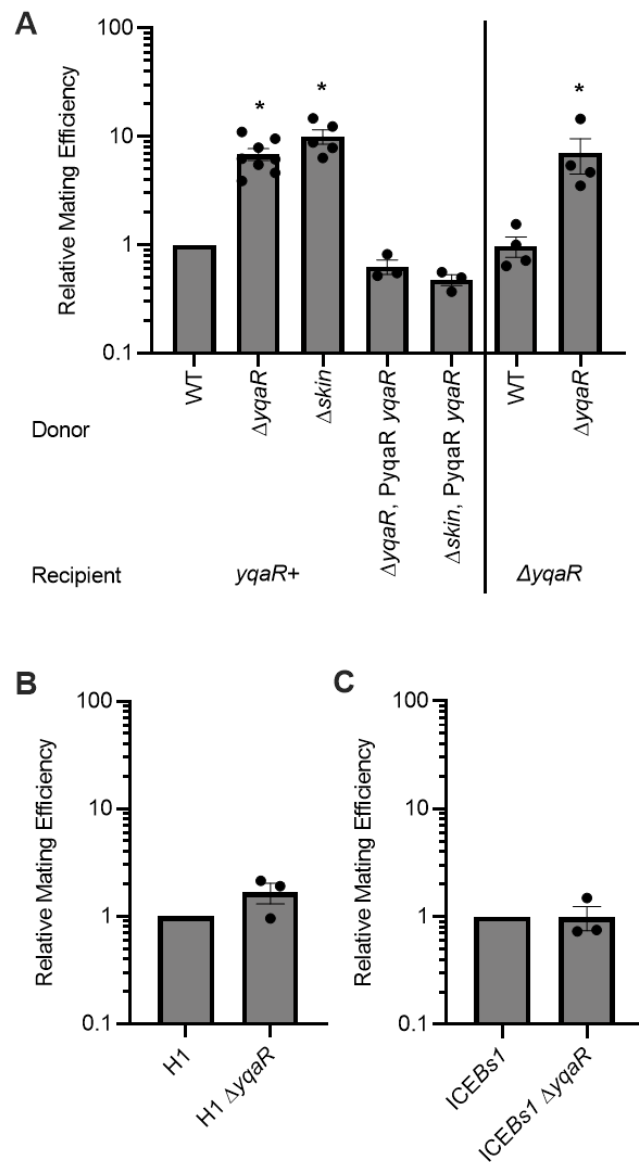 A
Relative Mating Efficiency
100
10
1
0.1
*
*
*
WT
ΔyqaR
Δskin
ΔyqaR, PyqaR yqaR
Δskin, PyqaR yqaR
WT
ΔyqaR
Donor
Recipient
yqaR+
ΔyqaR
B
Relative Mating Efficiency
100
10
1
0.1
H1
H1 ΔyqaR
C
Relative Mating Efficiency
100
10
1
0.1
ICEBs1
ICEBs1 ΔyqaR